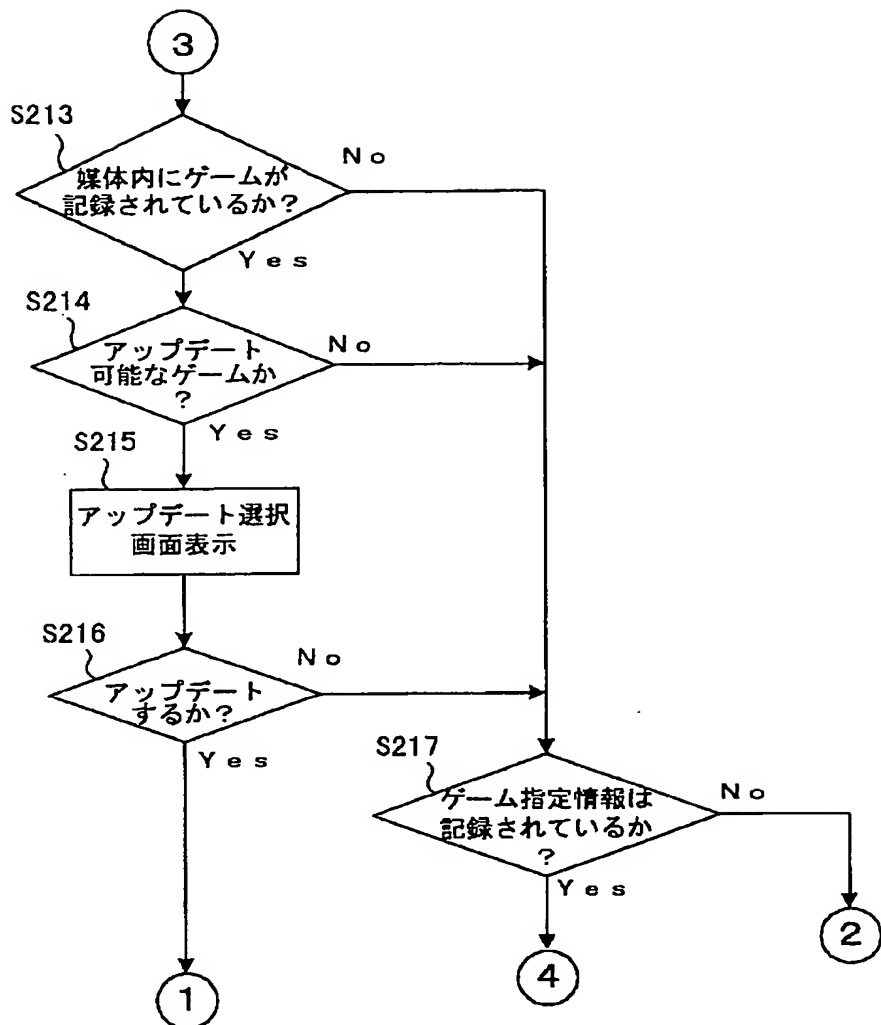 3
S213
媒体内にゲームが
記録されているか?
No
Yes
S214
アップデート
可能なゲームか
?
No
Yes
S215
アップデート選択
画面表示
S216
アップデート
するか?
No
Yes
S217
ゲーム指定情報は
記録されているか
?
No
Yes
1
4
2